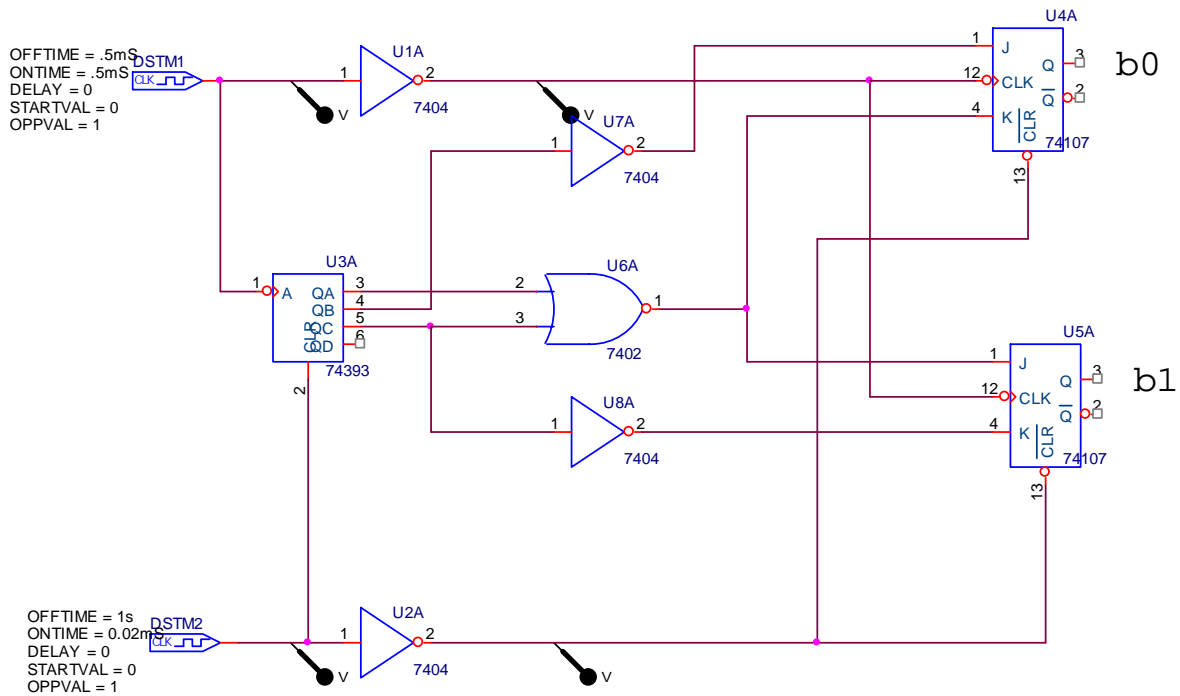 OFFTIME = .5mS
ONTIME = .5mS
DELAY = 0
STARTVAL = 0
OPPVAL = 1
DSTM1
CLK
U1A
1
2
7404
V
V
U7A
1
2
7404
U4A
1
J
Q
3
b0
12
CLK
Q
2
4
K
CLR
74107
13
U3A
1
A
QA
3
QB
4
QC
5
QD
6
CLR
74393
2
U6A
2
3
1
7402
U8A
1
2
7404
U5A
1
J
Q
3
b1
12
CLK
Q
2
4
K
CLR
74107
13
OFFTIME = 1s
ONTIME = 0.02mS
DELAY = 0
STARTVAL = 0
OPPVAL = 1
DSTM2
CLK
U2A
1
2
7404
V
V